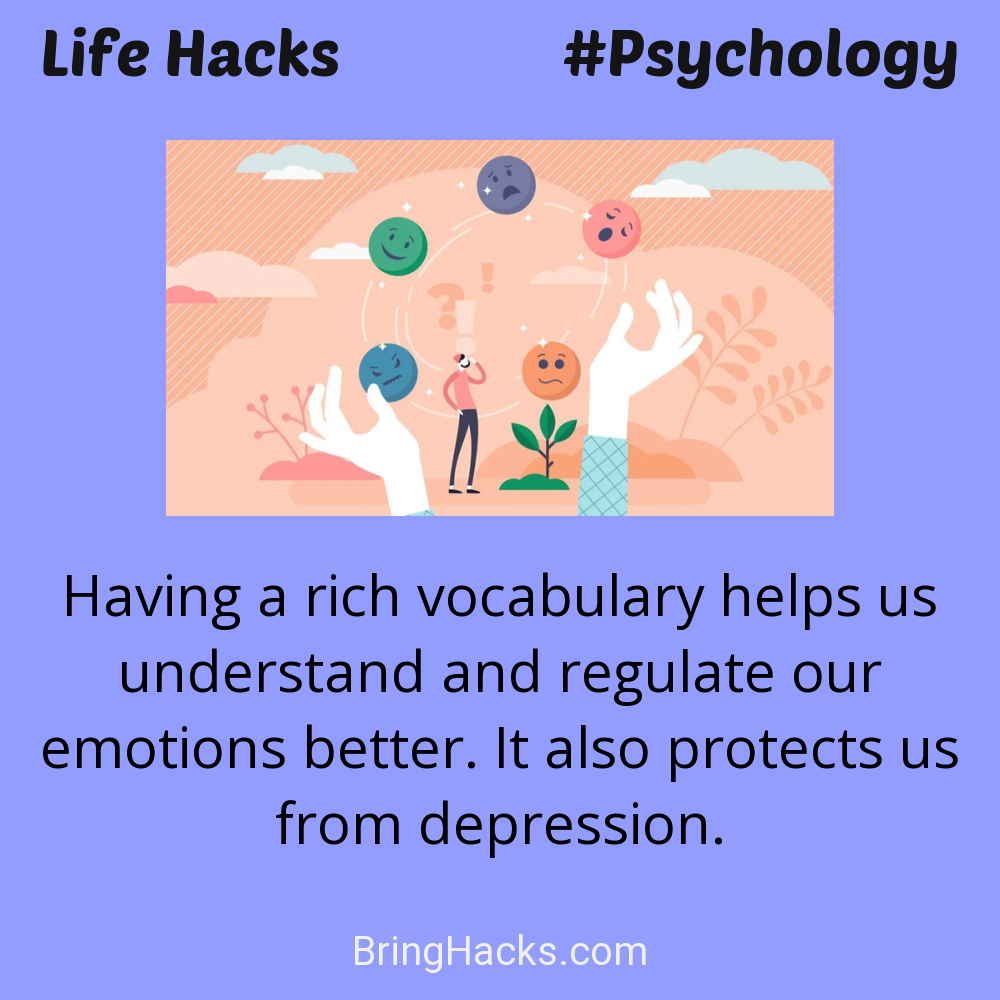 Life Hacks #Psychology
? ! !
Having a rich vocabulary helps us
understand and regulate our
emotions better. It also protects us
from depression.
BringHacks.com